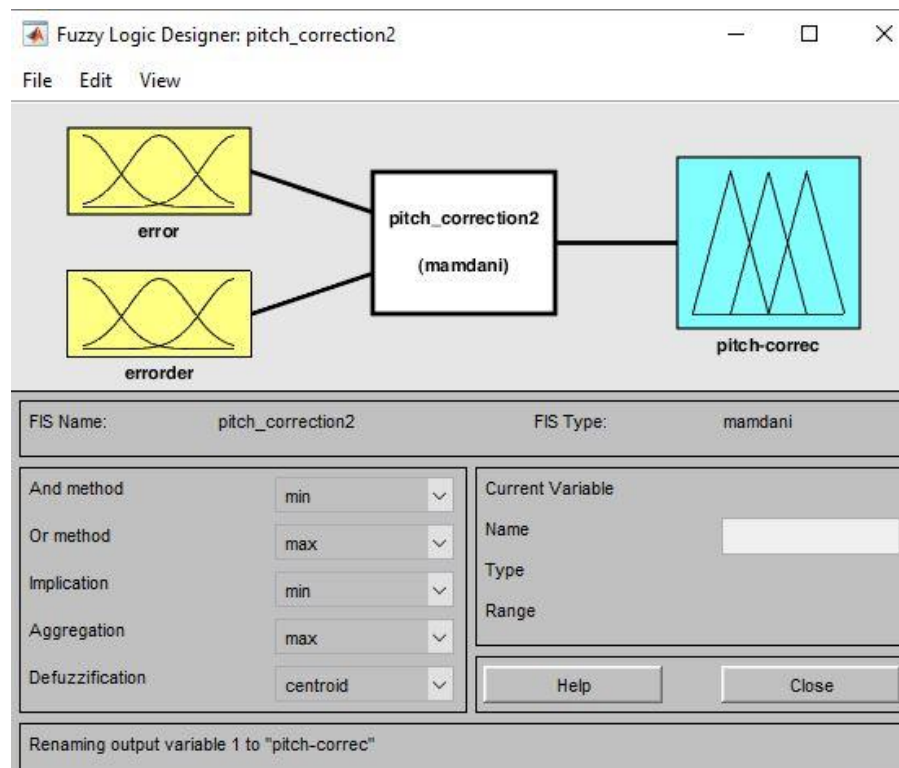 Fuzzy Logic Designer: pitch_correction2
File Edit View
error
errorder
pitch_correction2
(mamdani)
pitch-correc
FIS Name: pitch_correction2 FIS Type: mamdani
And method min
Or method max
Implication min
Aggregation max
Defuzzification centroid
Current Variable
Name
Type
Range
Help Close
Renaming output variable 1 to "pitch-correc"